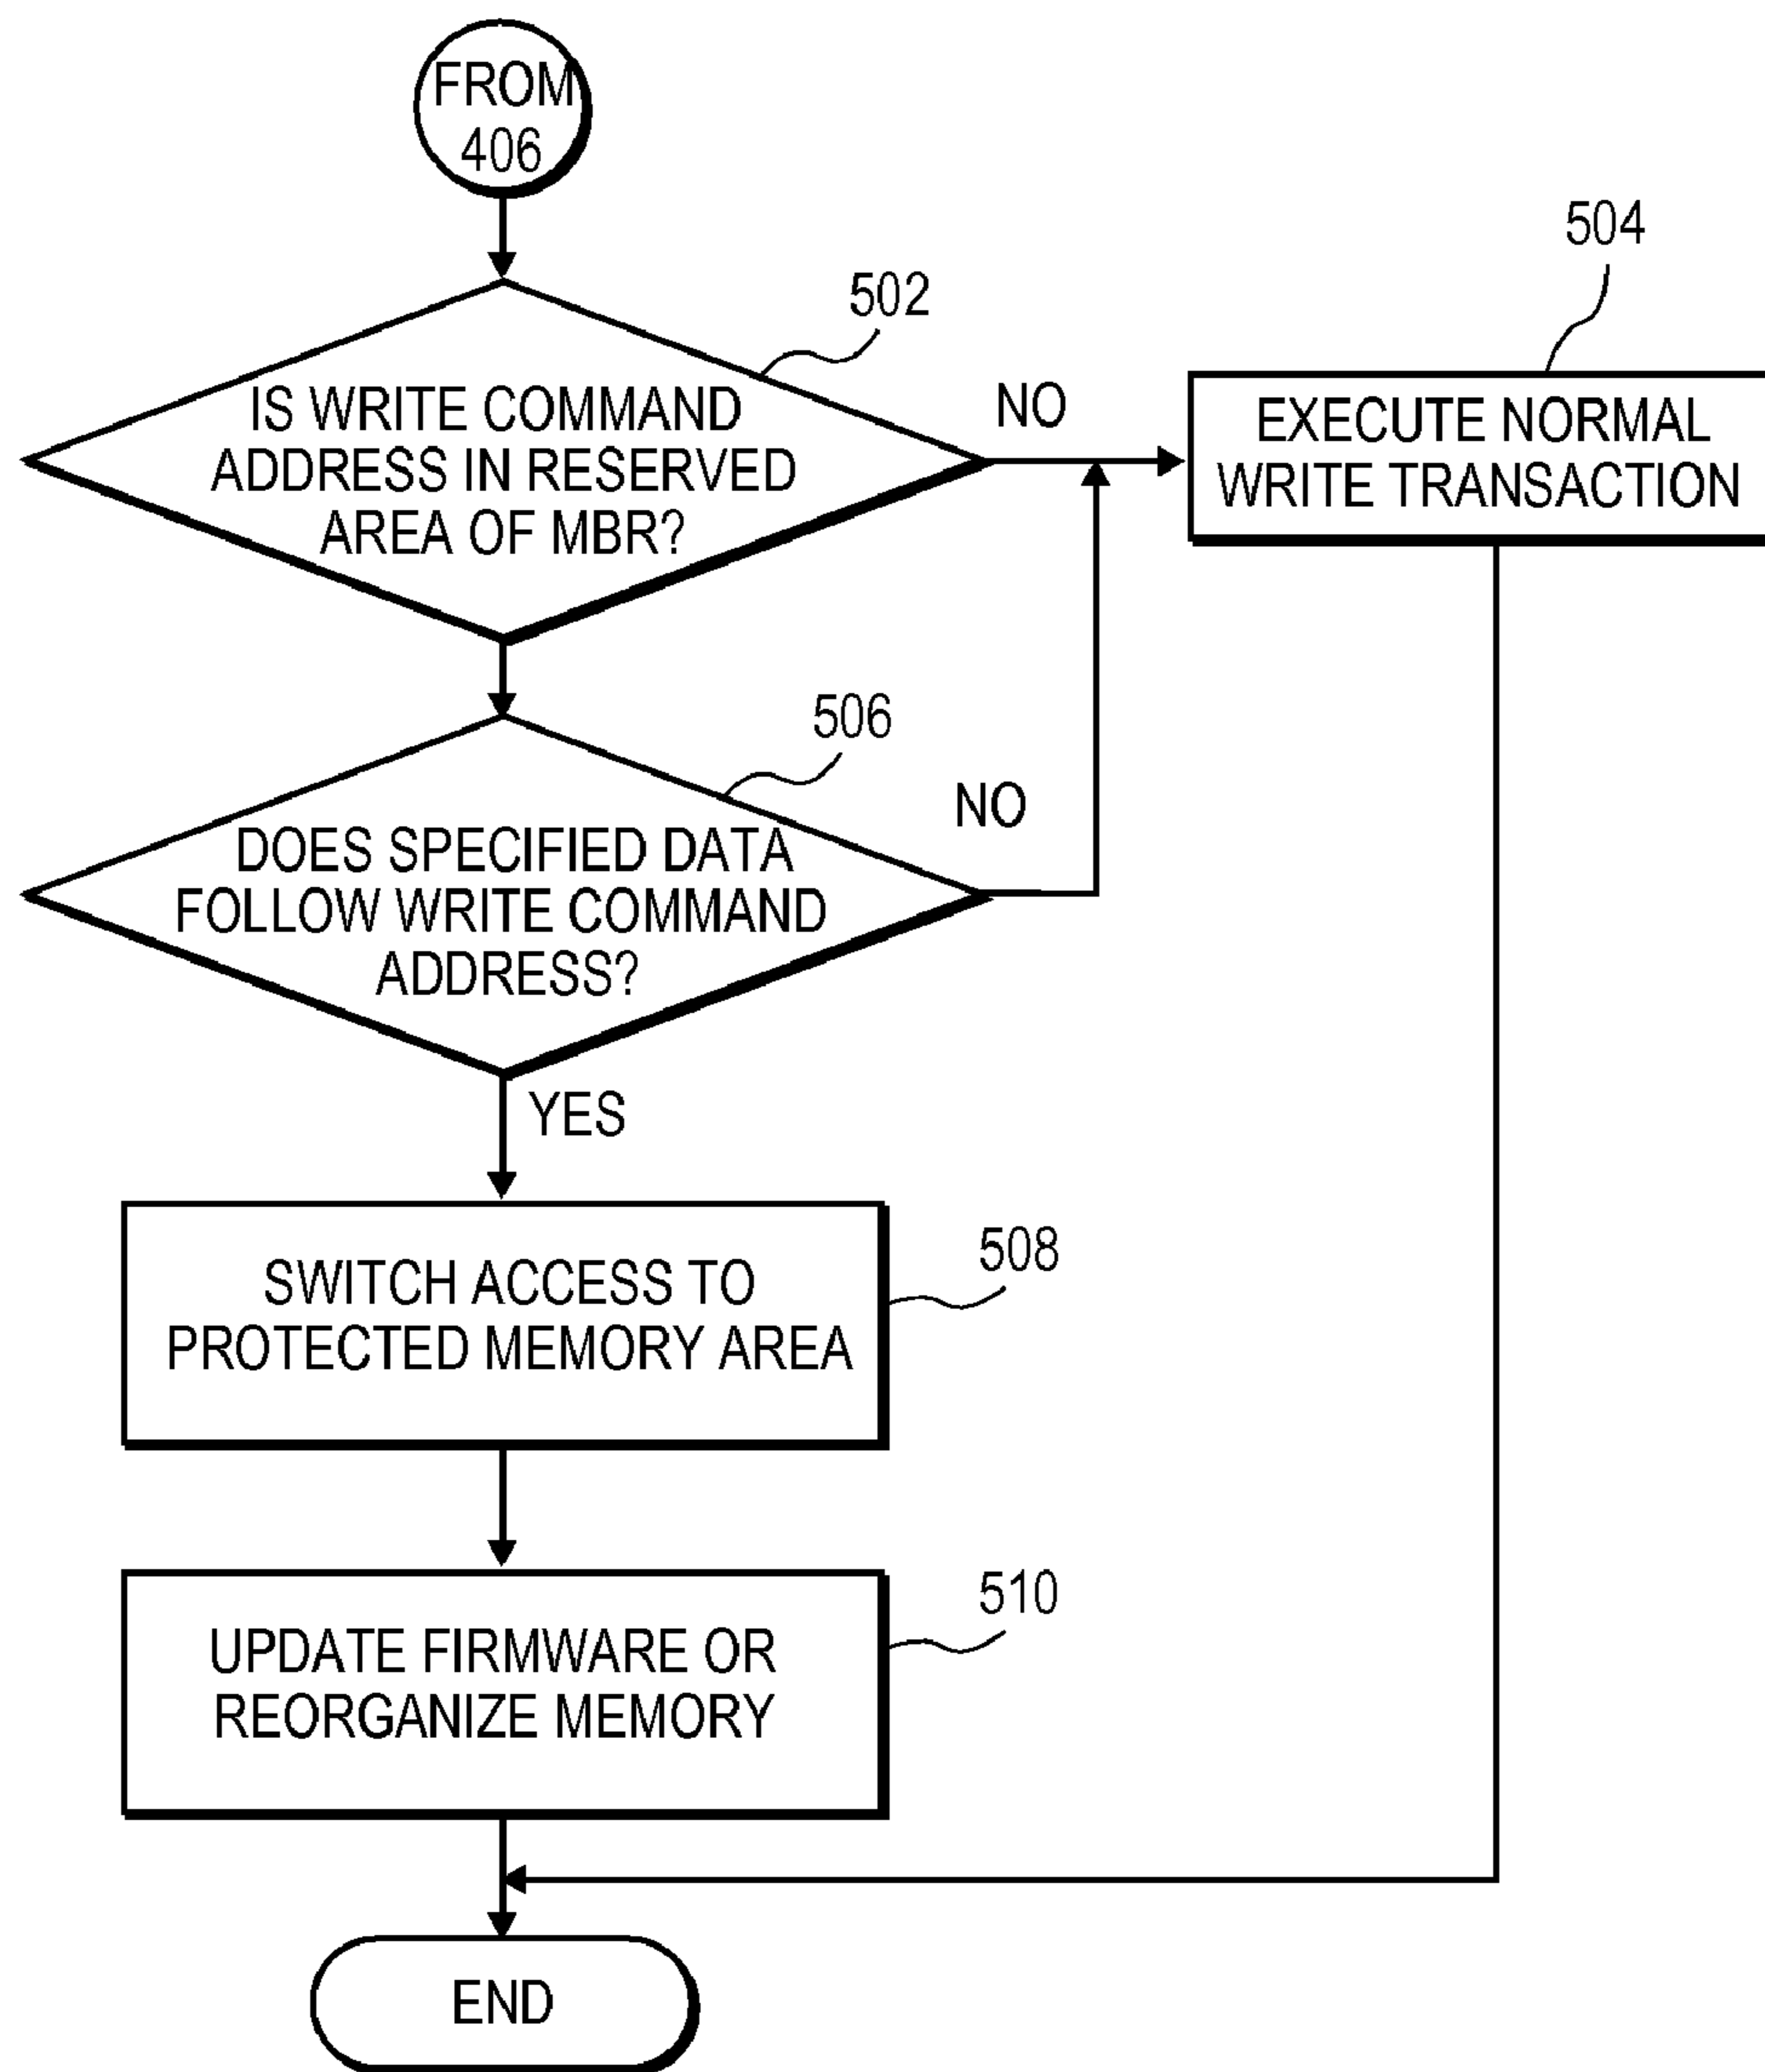 FROM
406
502
504
IS WRITE COMMAND
ADDRESS IN RESERVED
AREA OF MBR?
NO
EXECUTE NORMAL
WRITE TRANSACTION
506
DOES SPECIFIED DATA
FOLLOW WRITE COMMAND
ADDRESS?
NO
YES
508
SWITCH ACCESS TO
PROTECTED MEMORY AREA
510
UPDATE FIRMWARE OR
REORGANIZE MEMORY
END